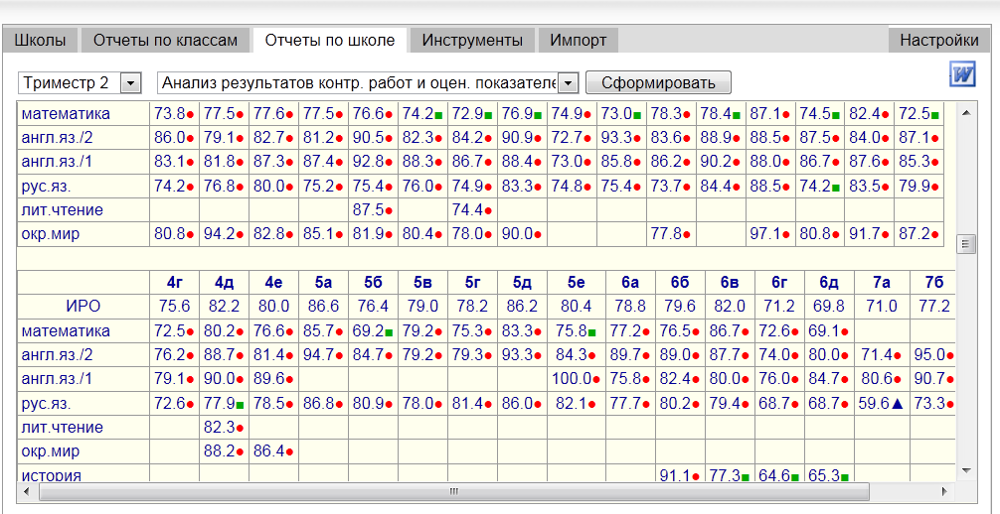 Школы Отчеты по классам Отчеты по школе Инструменты Импорт Настройки
Триместр 2 Анализ результатов контр. работ и оцен. показателе Сформировать W
математика 73.8● 77.5● 77.6● 77.5● 76.6● 74.2■ 72.9■ 76.9■ 74.9● 73.0■ 78.3● 78.4■ 87.1● 74.5■ 82.4● 72.5■
англ.яз./2 86.0● 79.1● 82.7● 81.2● 90.5● 82.3● 84.2● 90.9● 72.7● 93.3● 83.6● 88.9● 88.5● 87.5● 84.0● 87.1●
англ.яз./1 83.1● 81.8● 87.3● 87.4● 92.8● 88.3● 86.7● 88.4● 73.0● 85.8● 86.2● 90.2● 88.0● 86.7● 87.6● 85.3●
рус.яз. 74.2● 76.8● 80.0● 75.2● 75.4● 76.0● 74.9● 83.3● 74.8● 75.4● 73.7● 84.4● 88.5● 74.2■ 83.5● 79.9●
лит.чтение 87.5● 74.4●
окр.мир 80.8● 94.2● 82.8● 85.1● 81.9● 80.4● 78.0● 90.0● 77.8● 97.1● 80.8● 91.7● 87.2●
4г 4д 4е 5а 5б 5в 5г 5д 5е 6а 6б 6в 6г 6д 7а 7б
ИРО 75.6 82.2 80.0 86.6 76.4 79.0 78.2 86.2 80.4 78.8 79.6 82.0 71.2 69.8 71.0 77.2
математика 72.5● 80.2● 76.6● 85.7● 69.2■ 79.2● 75.3● 83.3● 75.8■ 77.2● 76.5● 86.7● 72.6● 69.1●
англ.яз./2 76.2● 88.7● 81.4● 94.7● 84.7● 79.2● 79.3● 93.3● 84.3● 89.7● 89.0● 87.7● 74.0● 80.0● 71.4● 95.0●
англ.яз./1 79.1● 90.0● 89.6● 100.0● 75.8● 82.4● 80.0● 76.0● 84.7● 80.6● 90.7●
рус.яз. 72.6● 77.9■ 78.5● 86.8● 80.9● 78.0● 81.4● 86.0● 82.1● 77.7● 80.2● 79.4● 68.7● 68.7● 59.6▲ 73.3●
лит.чтение 82.3●
окр.мир 88.2● 86.4●
история 91.1● 77.3■ 64.6■ 65.3■